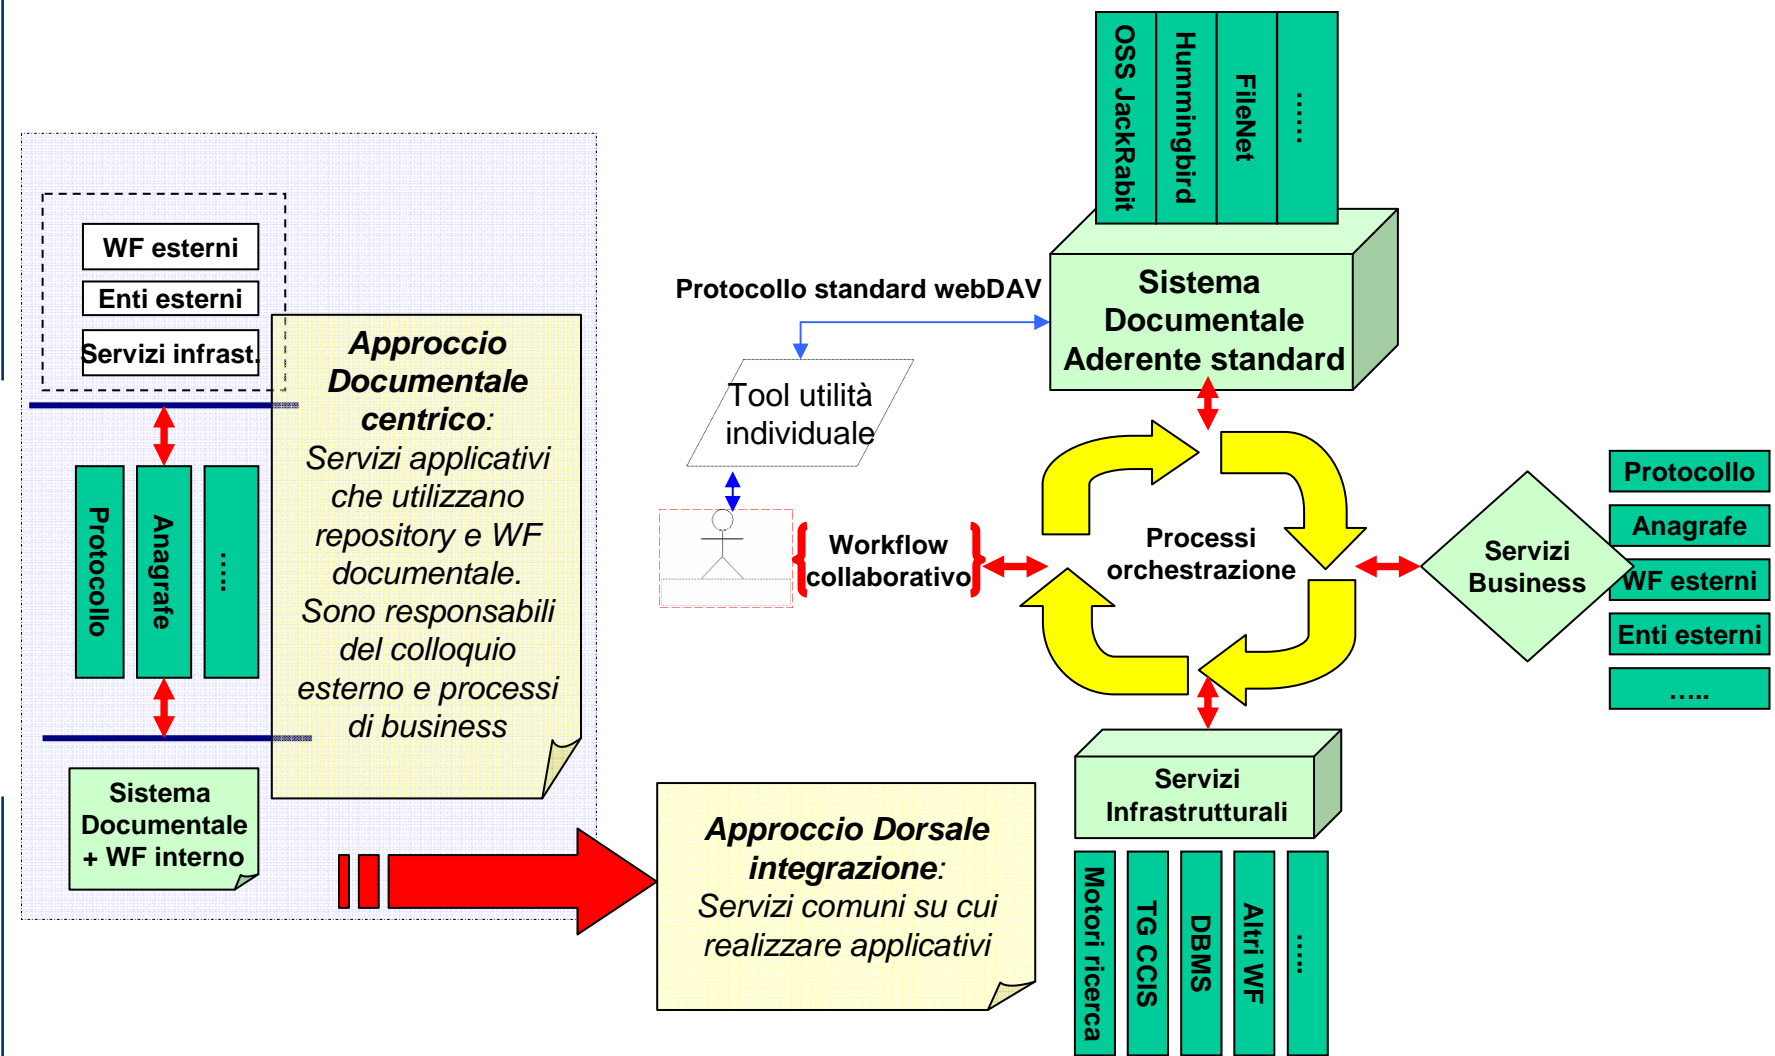 WF esterni
Enti esterni
Servizi infrast.
Protocollo
Anagrafe
.....
Sistema
Documentale
+ WF interno
Approccio
Documentale
centrico:
Servizi applicativi
che utilizzano
repository e WF
documentale.
Sono responsabili
del colloquio
esterno e processi
di business
Approccio Dorsale
integrazione:
Servizi comuni su cui
realizzare applicativi
OSS JackRabit
Hummingbird
FileNet
......
Sistema
Documentale
Aderente standard
Protocollo standard webDAV
Tool utilità
individuale
Workflow
collaborativo
Processi
orchestrazione
Servizi
Business
Protocollo
Anagrafe
WF esterni
Enti esterni
.....
Servizi
Infrastrutturali
Motori ricerca
TG CCIS
DBMS
Altri WF
.....